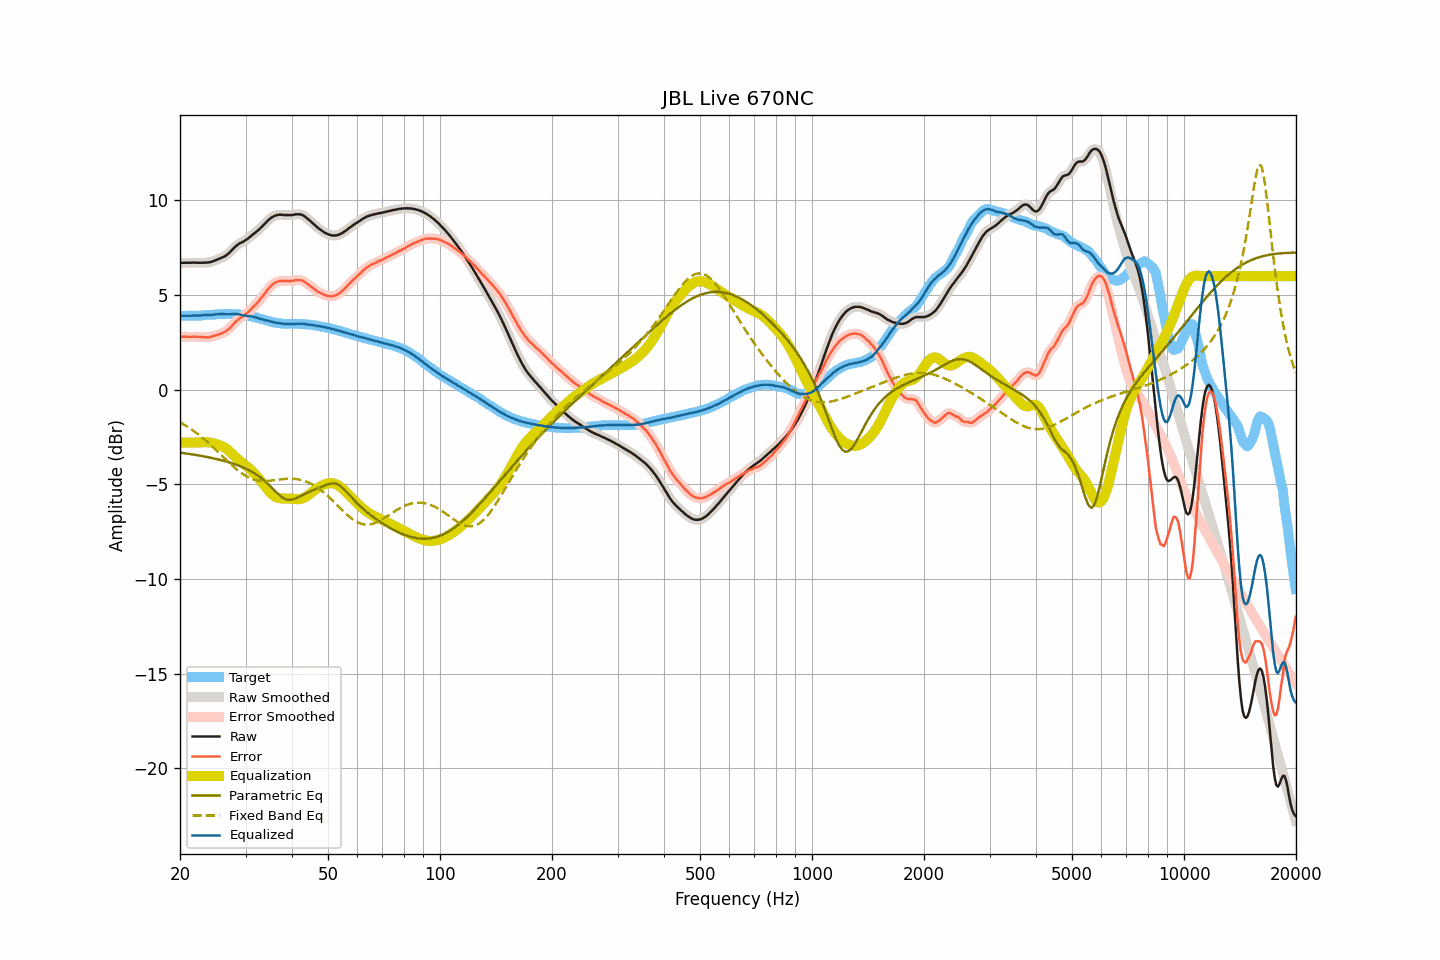 JBL Live 670NC
Amplitude (dBr)
10
5
0
−5
−10
−15
−20
Target
Raw Smoothed
Error Smoothed
Raw
Error
Equalization
Parametric Eq
Fixed Band Eq
Equalized
20 50 100 200 500 1000 2000 5000 10000 20000
Frequency (Hz)